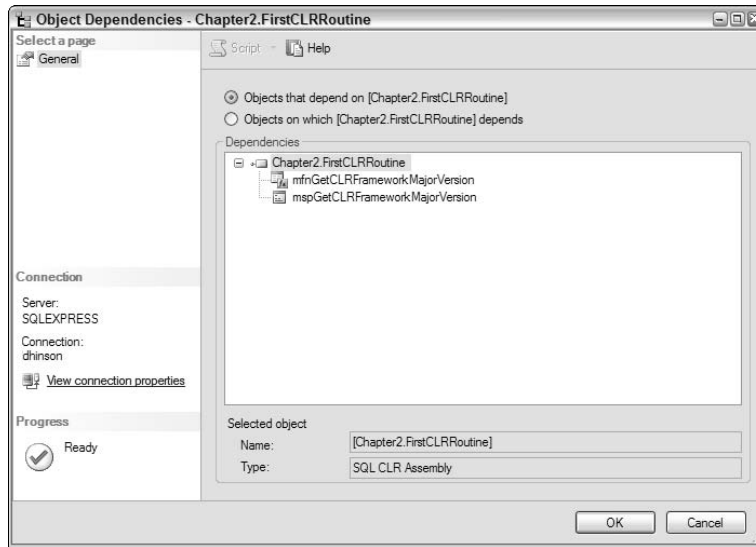 Object Dependencies - Chapter2.FirstCLRRoutine
Select a page
General
Script
Help
Objects that depend on [Chapter2.FirstCLRRoutine]
Objects on which [Chapter2.FirstCLRRoutine] depends
Dependencies
Chapter2.FirstCLRRoutine
mfnGetCLRFrameworkMajorVersion
mspGetCLRFrameworkMajorVersion
Connection
Server:
SQLEXPRESS
Connection:
dhinson
View connection properties
Progress
Ready
Selected object
Name:
[Chapter2.FirstCLRRoutine]
Type:
SQL CLR Assembly
OK
Cancel